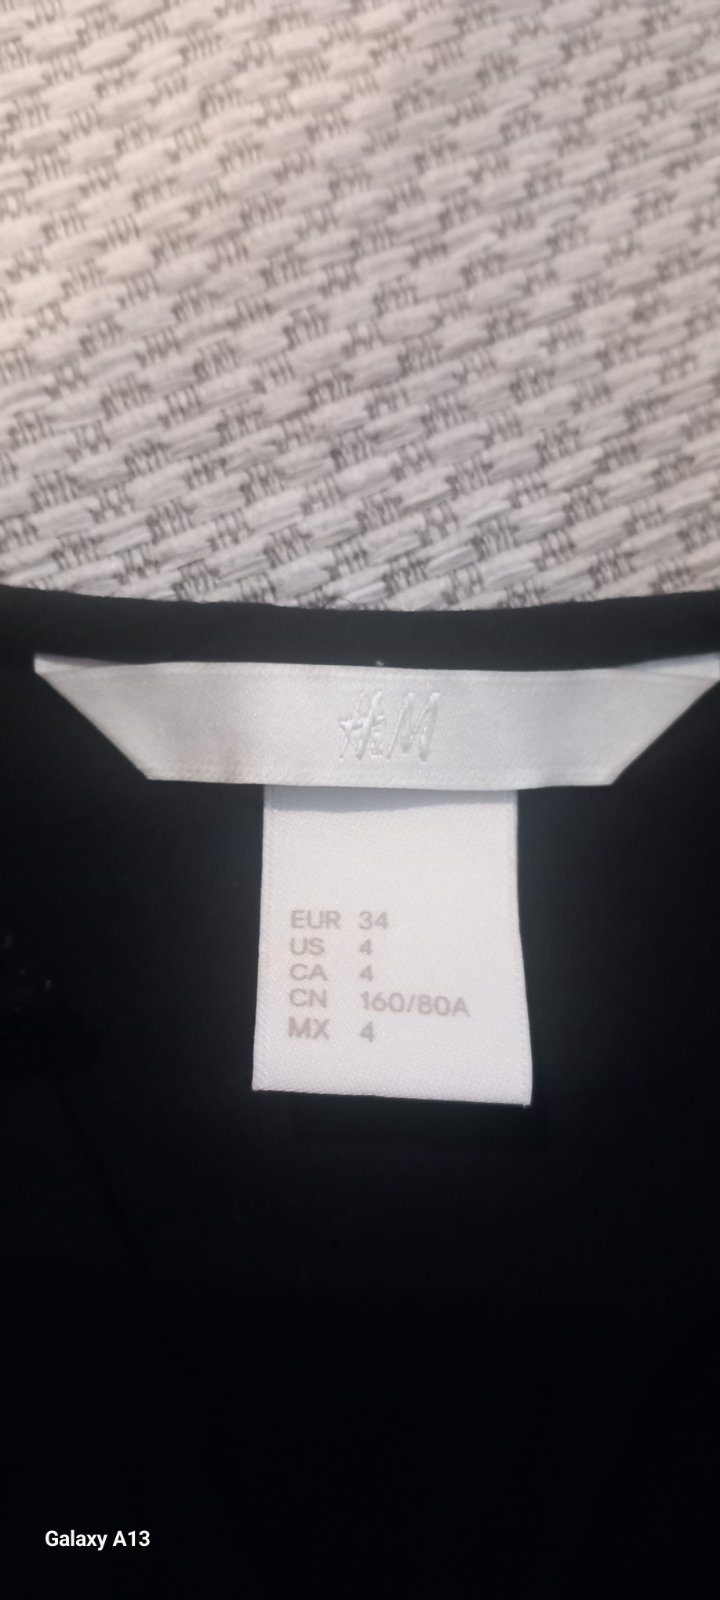 H&M
EUR 34
US 4
CA 4
CN 160/80A
MX 4
Galaxy A13